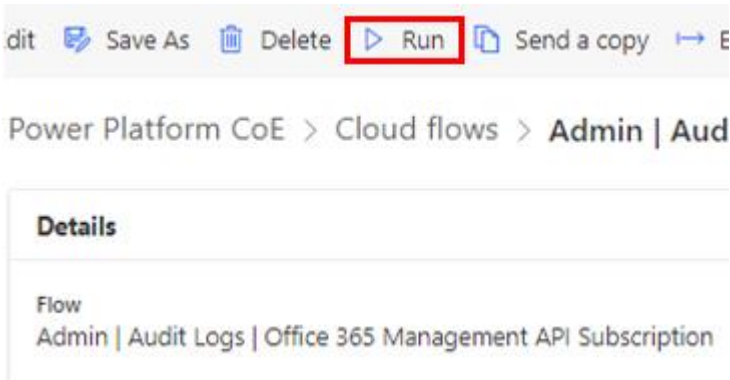 dit Save As Delete Run Send a copy E
Power Platform CoE > Cloud flows > Admin | Aud
Details
Flow
Admin | Audit Logs | Office 365 Management API Subscription